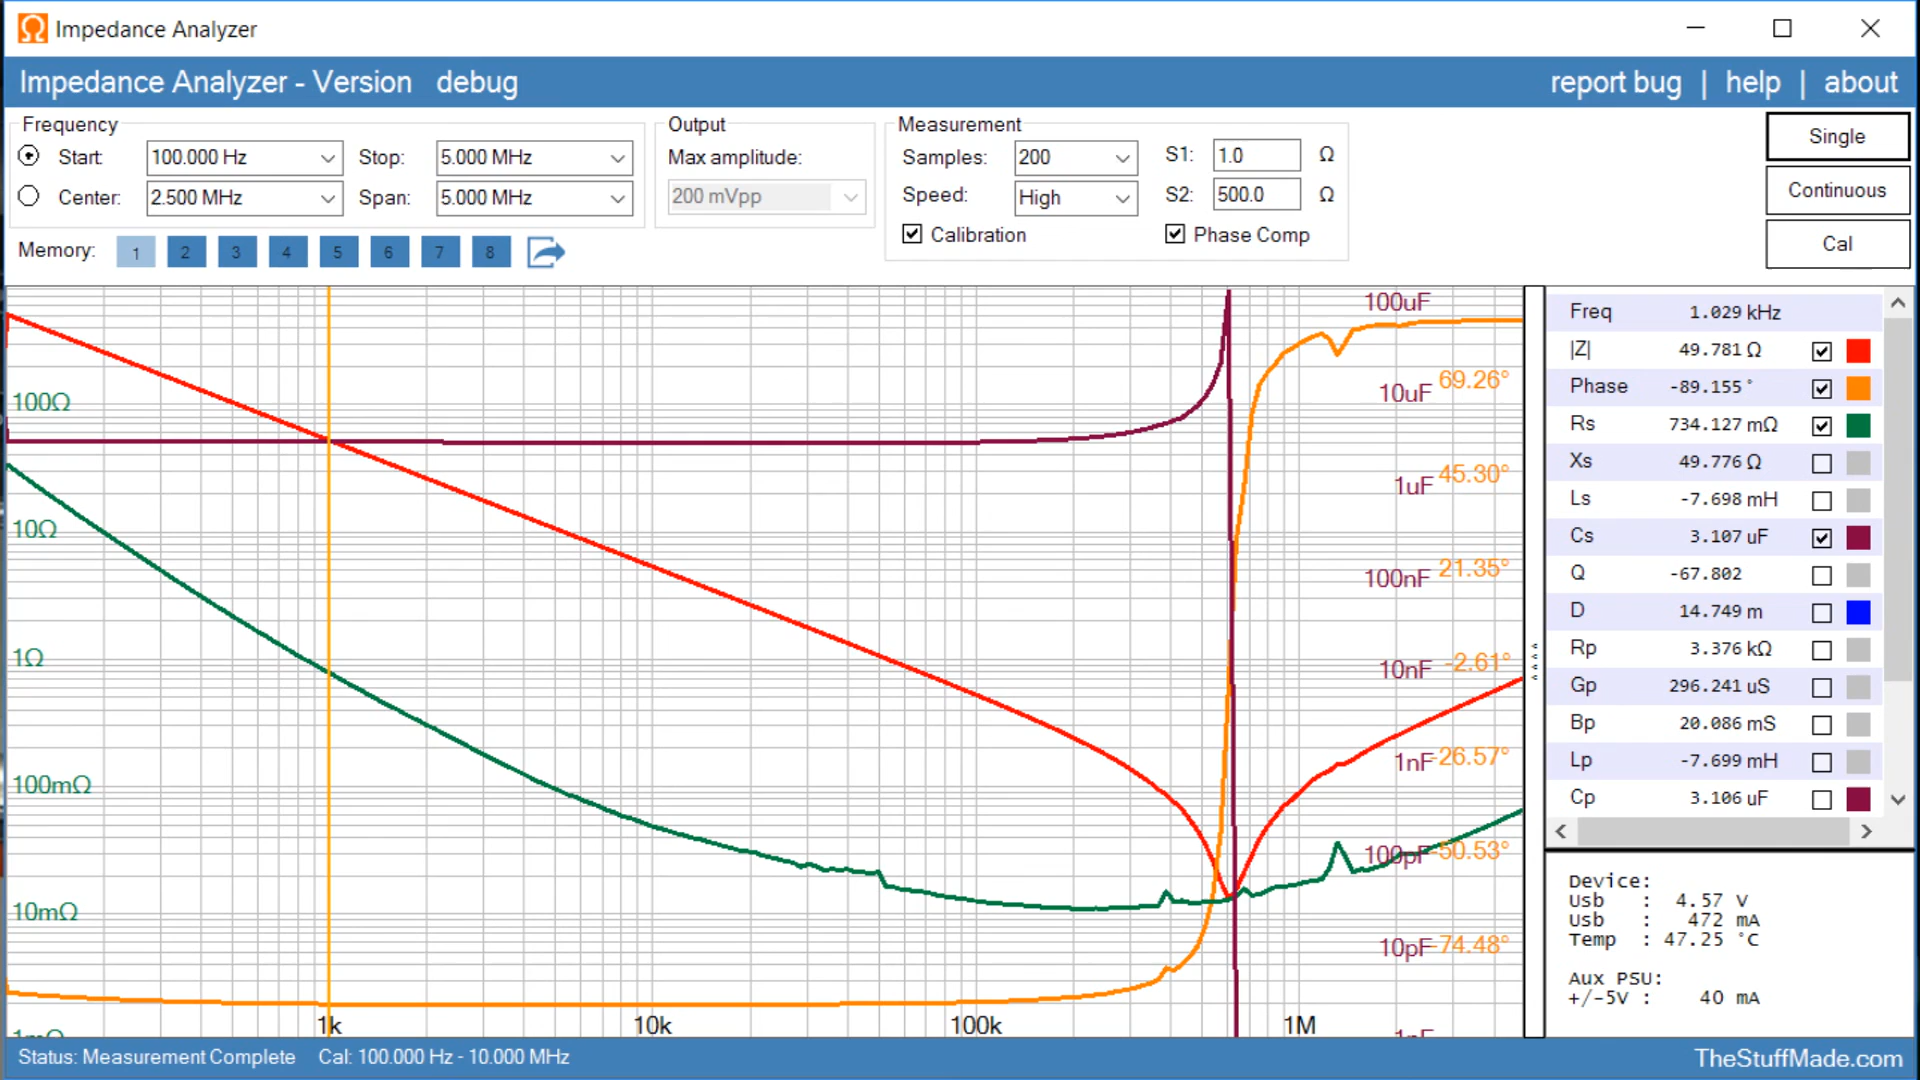 Impedance Analyzer
Impedance Analyzer - Version debug
report bug | help | about
Frequency
Start: 100.000 Hz Stop: 5.000 MHz
Center: 2.500 MHz Span: 5.000 MHz
Output
Max amplitude:
200 mVpp
Measurement
Samples: 200 S1: 1.0 Ω
Speed: High S2: 500.0 Ω
Calibration Phase Comp
Single
Continuous
Cal
Memory: 1 2 3 4 5 6 7 8
100Ω
10Ω
1Ω
100mΩ
10mΩ
1mΩ
100uF
10uF 69.26°
1uF 45.30°
100nF 21.35°
10nF -2.61°
1nF -26.57°
100pF -50.53°
10pF -74.48°
1pF
1k 10k 100k 1M
Freq 1.029 kHz
|Z| 49.781 Ω
Phase -89.155 °
Rs 734.127 mΩ
Xs 49.776 Ω
Ls -7.698 mH
Cs 3.107 uF
Q -67.802
D 14.749 m
Rp 3.376 kΩ
Gp 296.241 uS
Bp 20.086 mS
Lp -7.699 mH
Cp 3.106 uF
Device:
Usb : 4.57 V
Usb : 472 mA
Temp : 47.25 °C
Aux PSU:
+/-5V : 40 mA
Status: Measurement Complete Cal: 100.000 Hz - 10.000 MHz
TheStuffMade.com